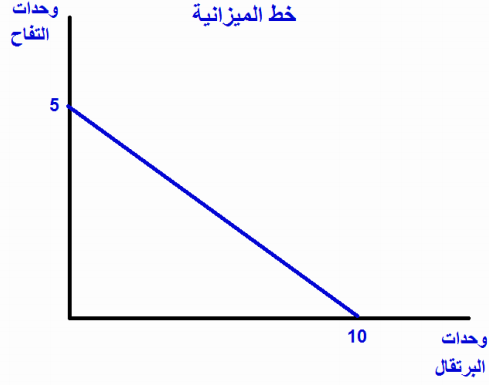 خط الميزانية
وحدات
التفاح
5
10
وحدات
البرتقال